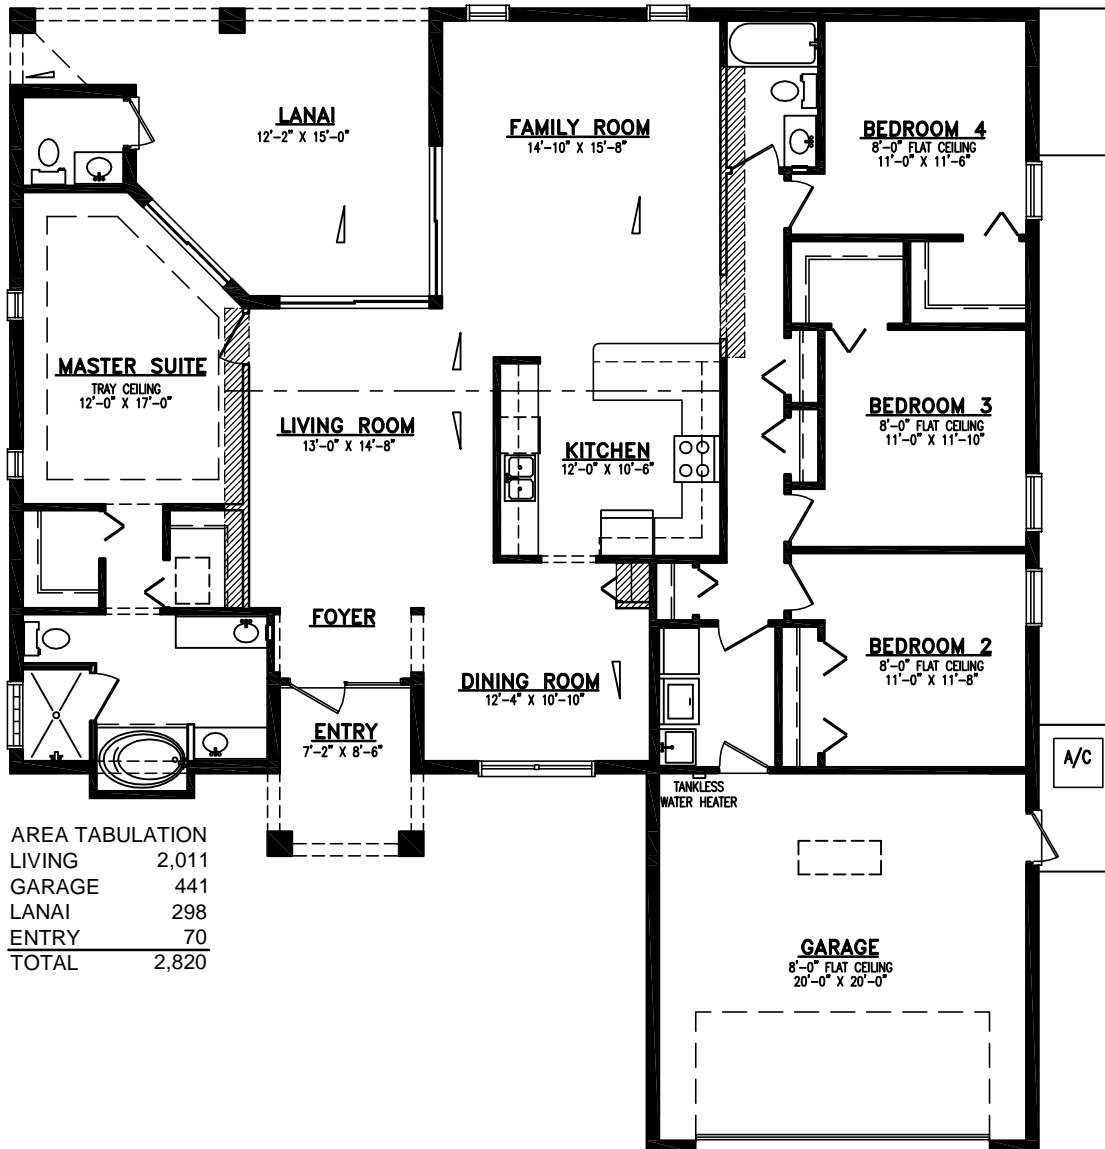 LANAI
12'-2" X 15'-0"
FAMILY ROOM
14'-10" X 15'-8"
BEDROOM 4
8'-0" FLAT CEILING
11'-0" X 11'-6"
MASTER SUITE
TRAY CEILING
12'-0" X 17'-0"
LIVING ROOM
13'-0" X 14'-8"
KITCHEN
12'-0" X 10'-6"
BEDROOM 3
8'-0" FLAT CEILING
11'-0" X 11'-10"
FOYER
DINING ROOM
12'-4" X 10'-10"
BEDROOM 2
8'-0" FLAT CEILING
11'-0" X 11'-8"
ENTRY
7'-2" X 8'-6"
A/C
TANKLESS
WATER HEATER
AREA TABULATION
LIVING 2,011
GARAGE 441
LANAI 298
ENTRY 70
TOTAL 2,820
GARAGE
8'-0" FLAT CEILING
20'-0" X 20'-0"